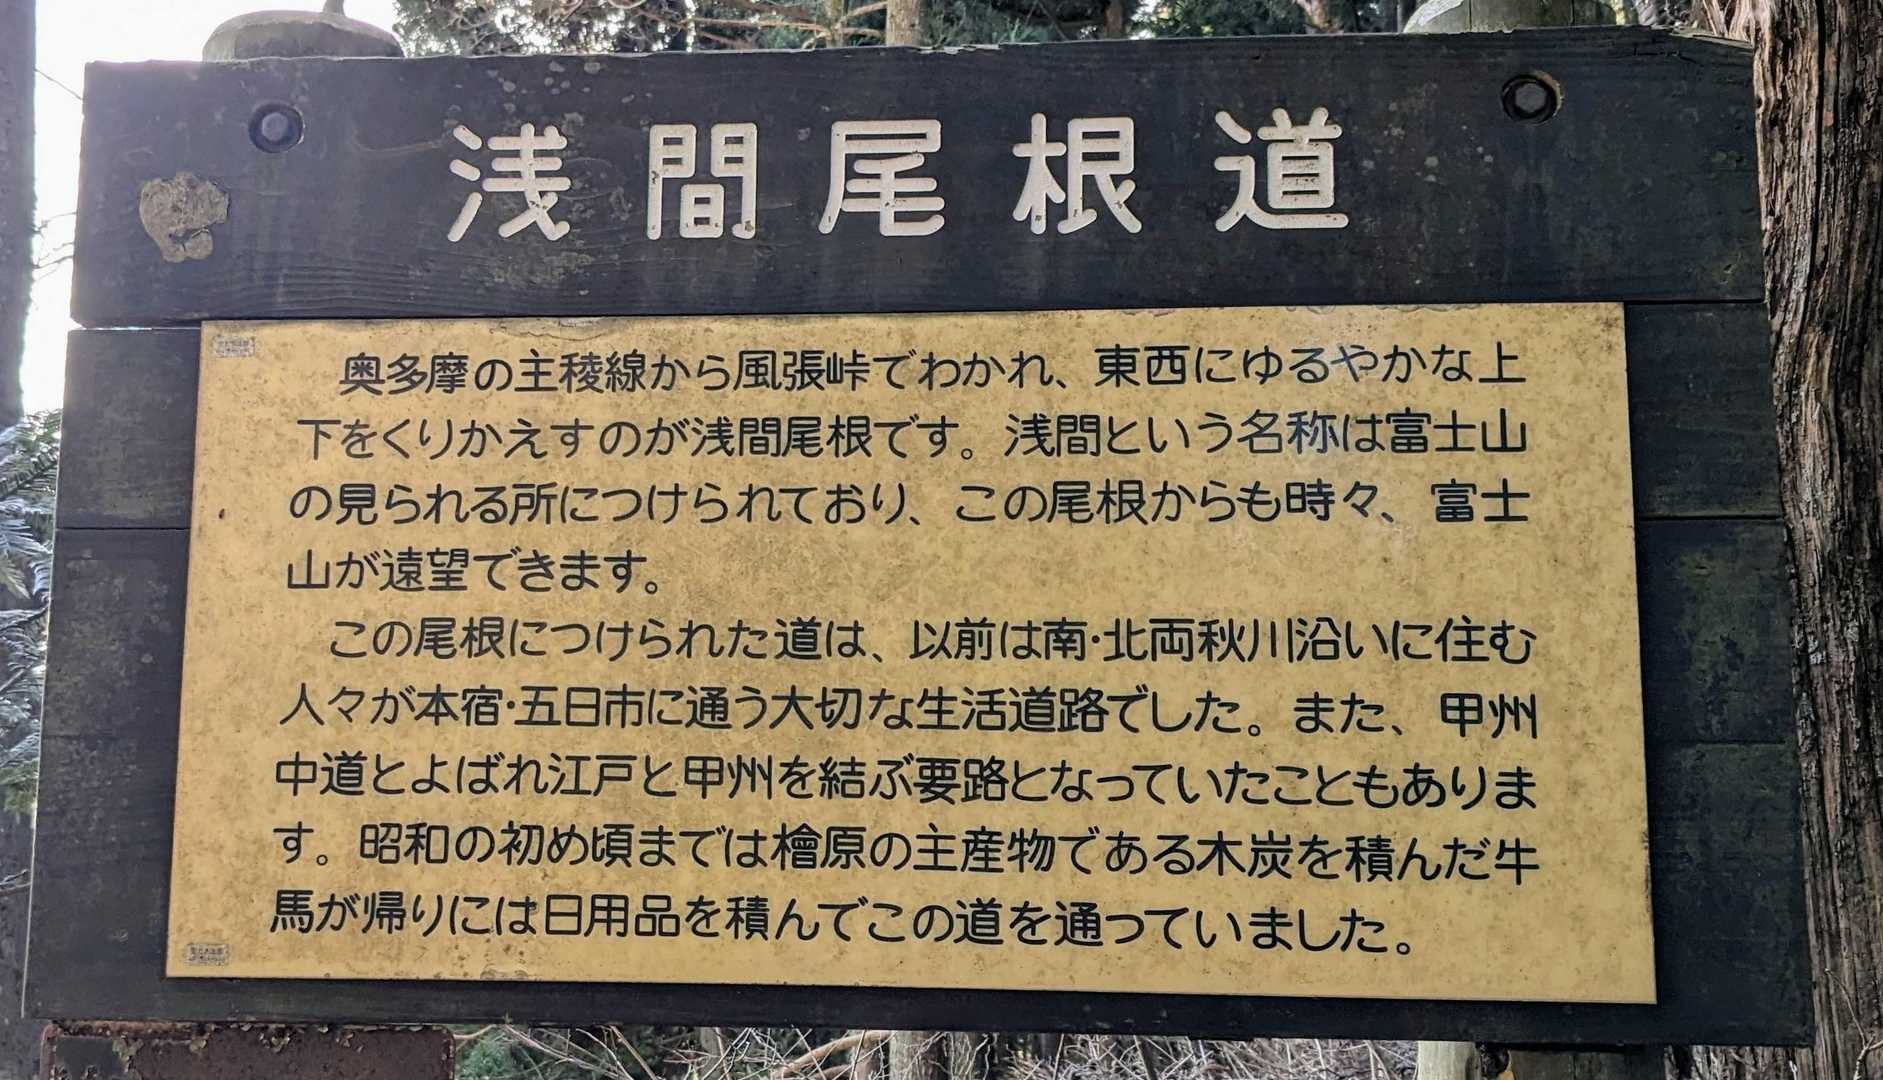 浅間尾根道
奥多摩の主稜線から風張峠でわかれ、東西にゆるやかな上
下をくりかえすのが浅間尾根です。浅間という名称は富士山
の見られる所につけられており、この尾根からも時々、富士
山が遠望できます。
この尾根につけられた道は、以前は南・北両秋川沿いに住む
人々が本宿・五日市に通う大切な生活道路でした。また、甲州
中道とよばれ江戸と甲州を結ぶ要路となっていたこともありま
す。昭和の初め頃までは檜原の主産物である木炭を積んだ牛
馬が帰りには日用品を積んでこの道を通っていました。